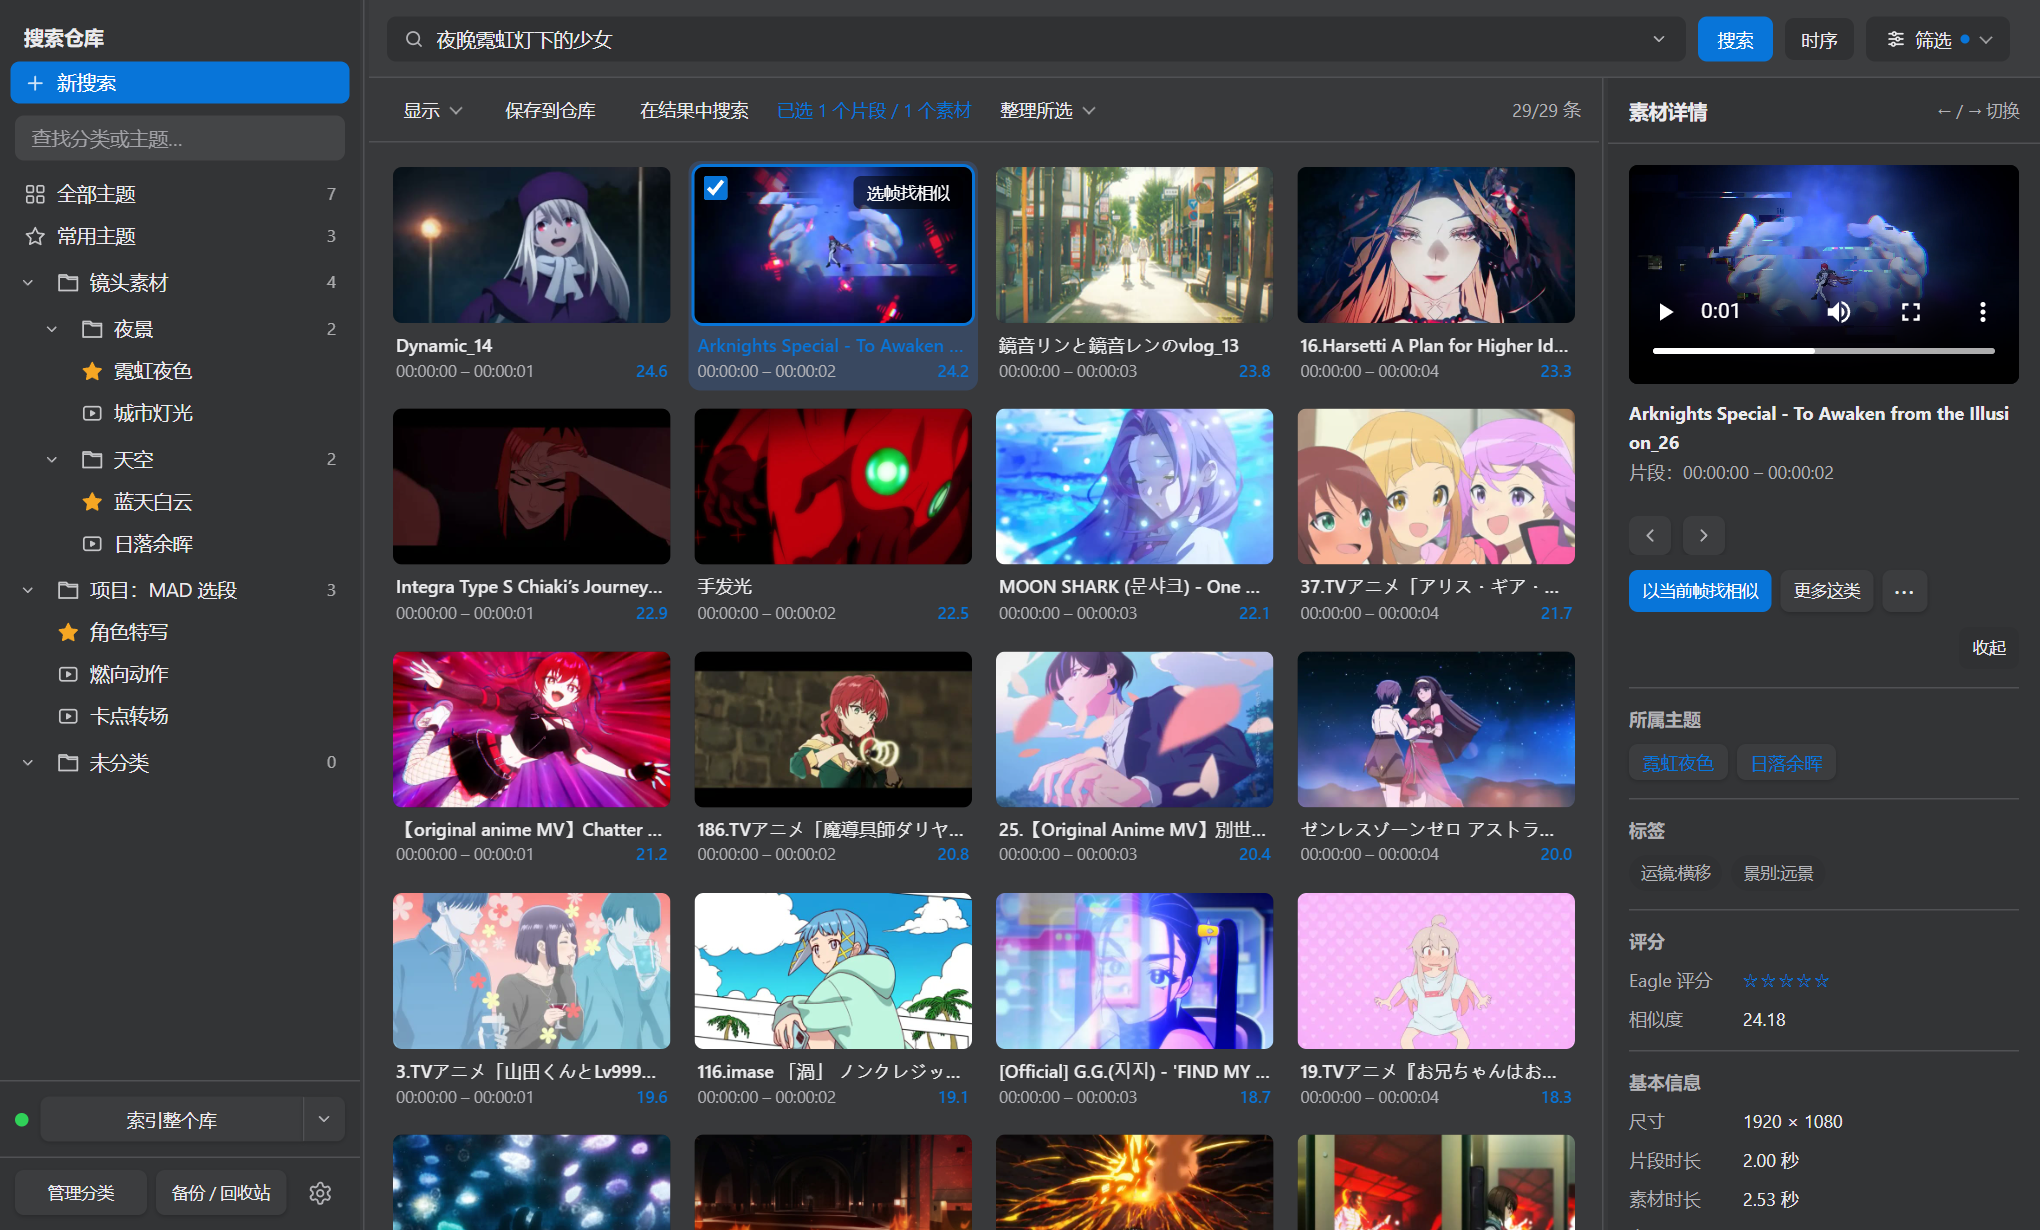 搜索仓库
新搜索
查找分类或主题...
全部主题 7
常用主题 3
镜头素材 4
夜景 2
霓虹夜色
城市灯光
天空 2
蓝天白云
日落余晖
项目：MAD 选段 3
角色特写
燃向动作
卡点转场
未分类 0
索引整个库
管理分类 备份 / 回收站
夜晚霓虹灯下的少女
搜索 时序 筛选
显示 保存到仓库 在结果中搜索 已选 1 个片段 / 1 个素材 整理所选 29/29 条
选帧找相似
Dynamic_14
00:00:00 – 00:00:01 24.6
Arknights Special - To Awaken ...
00:00:00 – 00:00:02 24.2
鏡音リンと鏡音レンのvlog_13
00:00:00 – 00:00:03 23.8
16.Harsetti A Plan for Higher Id...
00:00:00 – 00:00:04 23.3
Integra Type S Chiaki’s Journey...
00:00:00 – 00:00:01 22.9
手发光
00:00:00 – 00:00:02 22.5
MOON SHARK (문샤크) - One ...
00:00:00 – 00:00:03 22.1
37.TVアニメ「アリス・ギア・...
00:00:00 – 00:00:04 21.7
【original anime MV】Chatter ...
00:00:00 – 00:00:01 21.2
186.TVアニメ「魔導具師ダリヤ...
00:00:00 – 00:00:02 20.8
25.【Original Anime MV】別世...
00:00:00 – 00:00:03 20.4
ゼンレスゾーンゼロ アストラ...
00:00:00 – 00:00:04 20.0
3.TVアニメ「山田くんとLv999...
00:00:00 – 00:00:01 19.6
116.imase 「渦」 ノンクレジッ...
00:00:00 – 00:00:02 19.1
[Official] G.G.(지지) - 'FIND MY ...
00:00:00 – 00:00:03 18.7
19.TVアニメ『お兄ちゃんはお...
00:00:00 – 00:00:04 18.3
素材详情 ← / → 切换
0:01
Arknights Special - To Awaken from the Illusi
on_26
片段：00:00:00 – 00:00:02
以当前帧找相似 更多这类 ...
收起
所属主题
霓虹夜色 日落余晖
标签
运镜:横移 景别:远景
评分
Eagle 评分 ☆☆☆☆☆
相似度 24.18
基本信息
尺寸 1920 × 1080
片段时长 2.00 秒
素材时长 2.53 秒